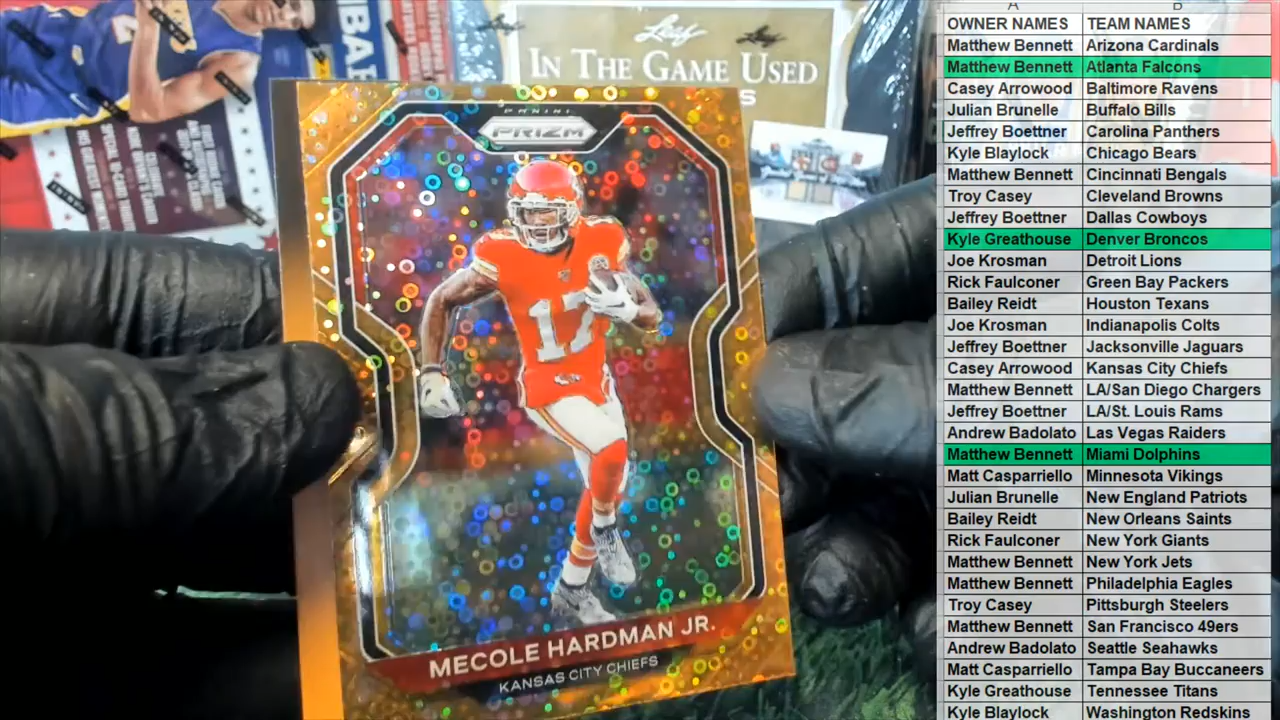 Leaf
IN THE GAME USED
PANINI
PRIZM
17
MECOLE HARDMAN JR.
KANSAS CITY CHIEFS
A B
OWNER NAMES TEAM NAMES
Matthew Bennett Arizona Cardinals
Matthew Bennett Atlanta Falcons
Casey Arrowood Baltimore Ravens
Julian Brunelle Buffalo Bills
Jeffrey Boettner Carolina Panthers
Kyle Blaylock Chicago Bears
Matthew Bennett Cincinnati Bengals
Troy Casey Cleveland Browns
Jeffrey Boettner Dallas Cowboys
Kyle Greathouse Denver Broncos
Joe Krosman Detroit Lions
Rick Faulconer Green Bay Packers
Bailey Reidt Houston Texans
Joe Krosman Indianapolis Colts
Jeffrey Boettner Jacksonville Jaguars
Casey Arrowood Kansas City Chiefs
Matthew Bennett LA/San Diego Chargers
Jeffrey Boettner LA/St. Louis Rams
Andrew Badolato Las Vegas Raiders
Matthew Bennett Miami Dolphins
Matt Casparriello Minnesota Vikings
Julian Brunelle New England Patriots
Bailey Reidt New Orleans Saints
Rick Faulconer New York Giants
Matthew Bennett New York Jets
Matthew Bennett Philadelphia Eagles
Troy Casey Pittsburgh Steelers
Matthew Bennett San Francisco 49ers
Andrew Badolato Seattle Seahawks
Matt Casparriello Tampa Bay Buccaneers
Kyle Greathouse Tennessee Titans
Kyle Blaylock Washington Redskins